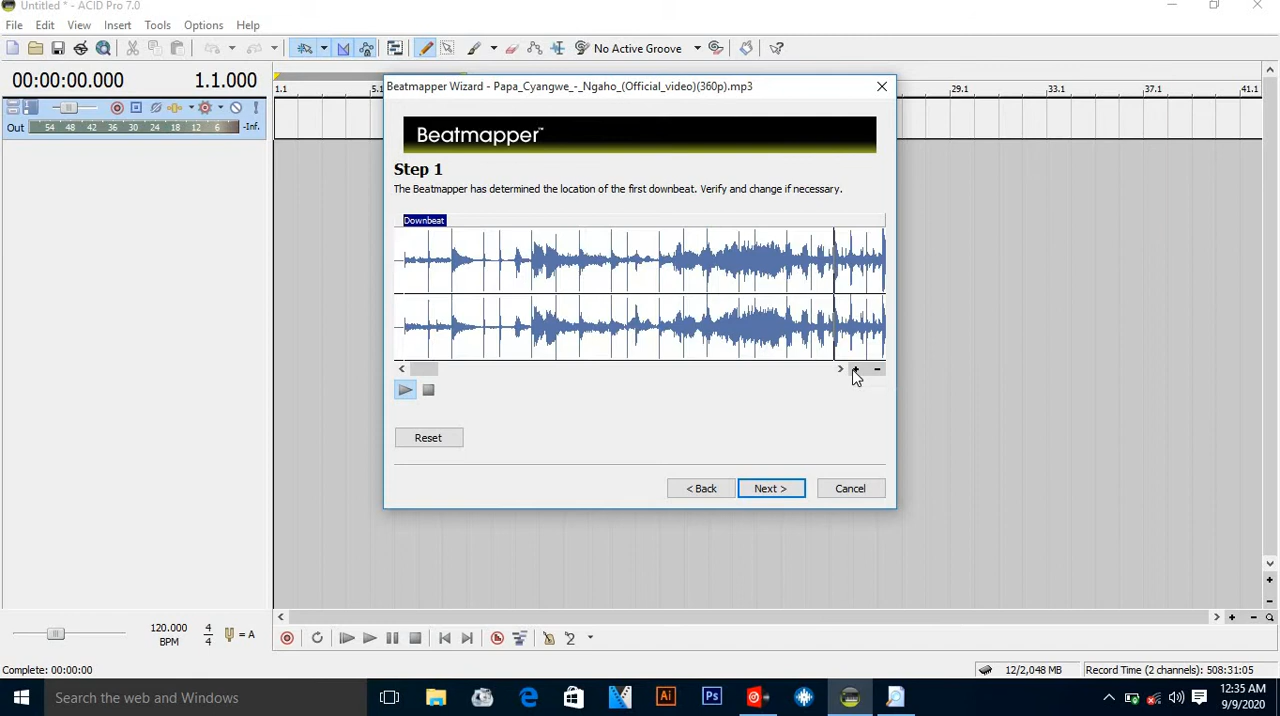 Untitled * - ACID Pro 7.0
File Edit View Insert Tools Options Help
No Active Groove
00:00:00.000 1.1.000
1.1 5.1 29.1 33.1 37.1 41.1
Out 54 48 42 36 30 24 18 12 6 -Inf.
Beatmapper Wizard - Papa_Cyangwe_-_Ngaho_(Official_video)(360p).mp3
Beatmapper™
Step 1
The Beatmapper has determined the location of the first downbeat. Verify and change if necessary.
Downbeat
Reset
< Back Next > Cancel
120.000 BPM 4/4 = A
Complete: 00:00:00
12/2,048 MB Record Time (2 channels): 508:31:05
Search the web and Windows
Ai Ps
12:35 AM
9/9/2020